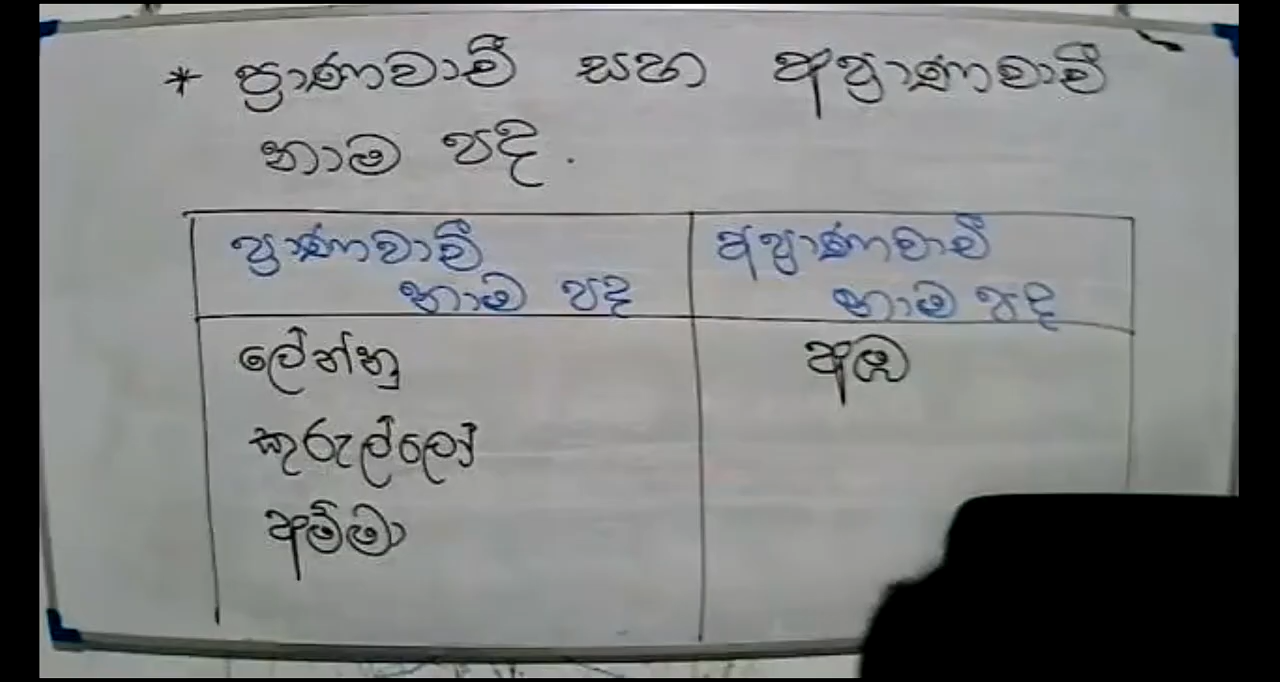 * ප්‍රාණවාචී සහ අප්‍රාණවාචී
නාම පද.
ප්‍රාණවාචී
නාම පද
අප්‍රාණවාචී
නාම පද
ලේන්නු
කුරුල්ලෝ
අම්මා
අඹ